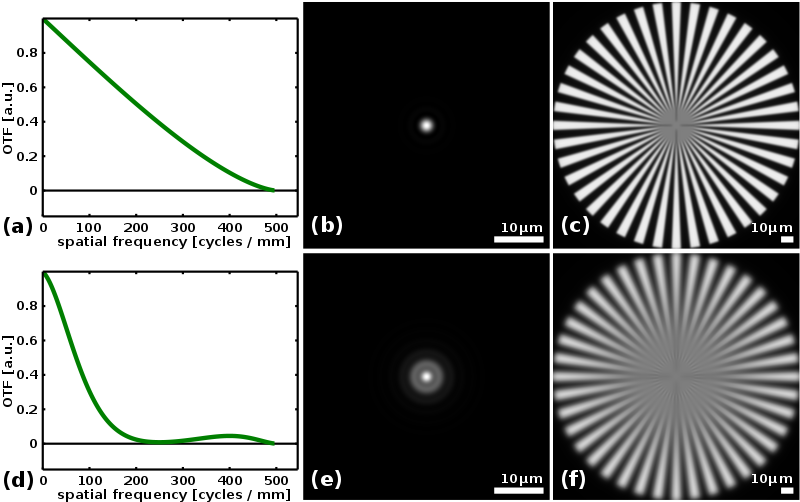 OTF [a.u.]
0.8
0.6
0.4
0.2
0
0 100 200 300 400 500
spatial frequency [cycles / mm]
(a)
(b)
10μm
(c)
10μm
OTF [a.u.]
0.8
0.6
0.4
0.2
0
0 100 200 300 400 500
spatial frequency [cycles / mm]
(d)
(e)
10μm
(f)
10μm